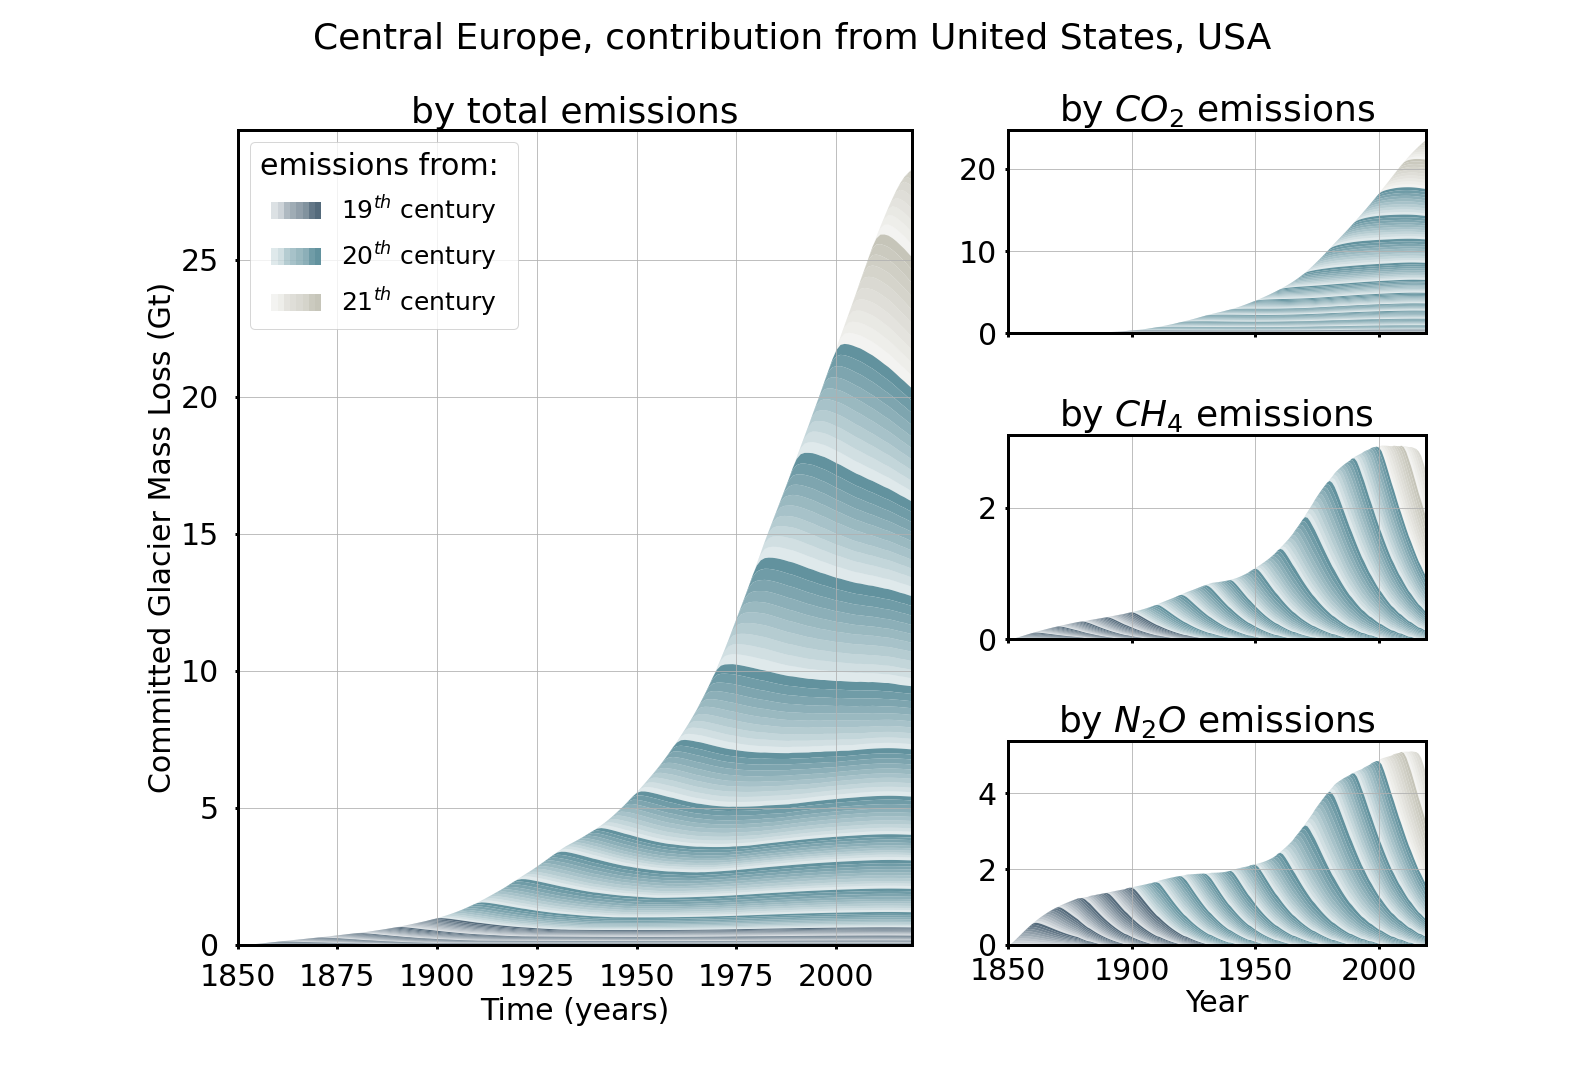 Central Europe, contribution from United States, USA
by total emissions
emissions from:
19th century
20th century
21th century
Committed Glacier Mass Loss (Gt)
25
20
15
10
5
0
1850 1875 1900 1925 1950 1975 2000
Time (years)
by CO2 emissions
20
10
0
by CH4 emissions
2
0
by N2O emissions
4
2
0
1850 1900 1950 2000
Year